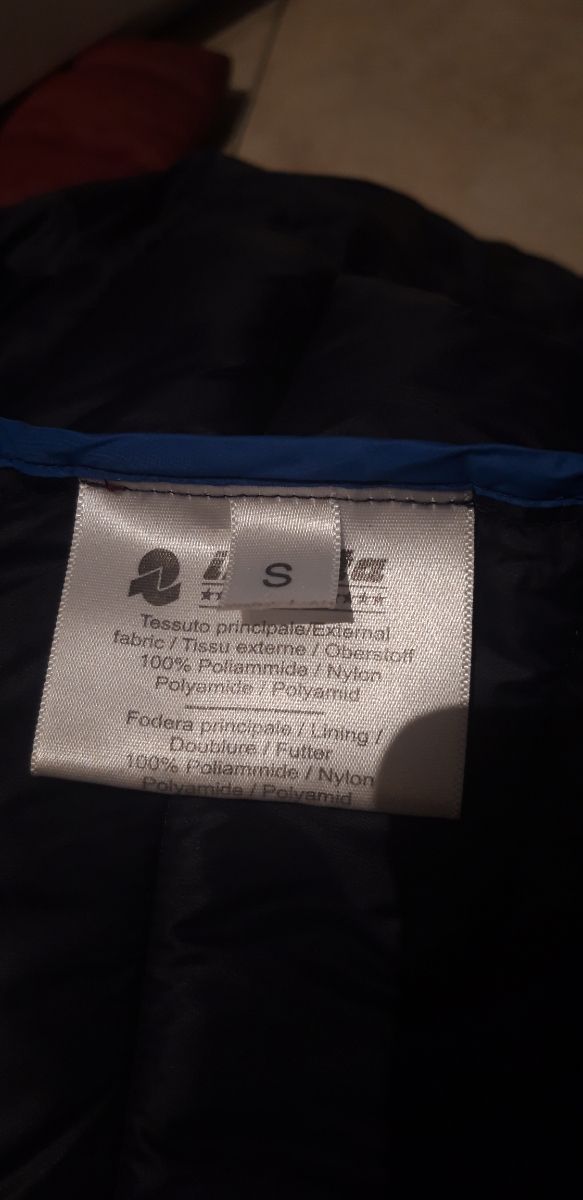 S
Tessuto principale/External
fabric / Tissu externe / Oberstoff
100% Poliammide / Nylon
Polyamide / Polyamid
Fodera principale / Lining /
Doublure / Futter
100% Poliammide / Nylon
Polyamide / Polyamid